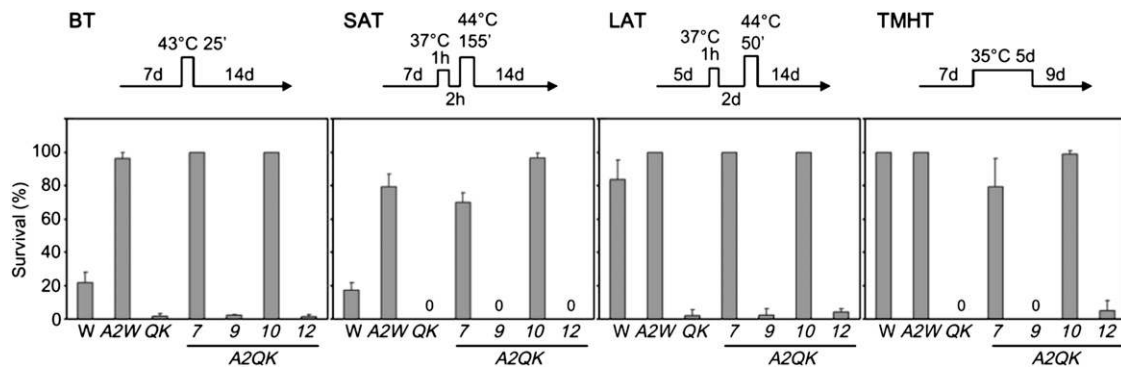 BT
43°C 25'
7d 14d
SAT
44°C
37°C 155'
1h
7d 14d
2h
LAT
44°C
37°C 50'
1h
5d 14d
2d
TMHT
35°C 5d
7d 9d
Survival (%)
100
80
60
40
20
0
0 0 0
0 0
W A2W QK 7 9 10 12
A2QK
W A2W QK 7 9 10 12
A2QK
W A2W QK 7 9 10 12
A2QK
W A2W QK 7 9 10 12
A2QK